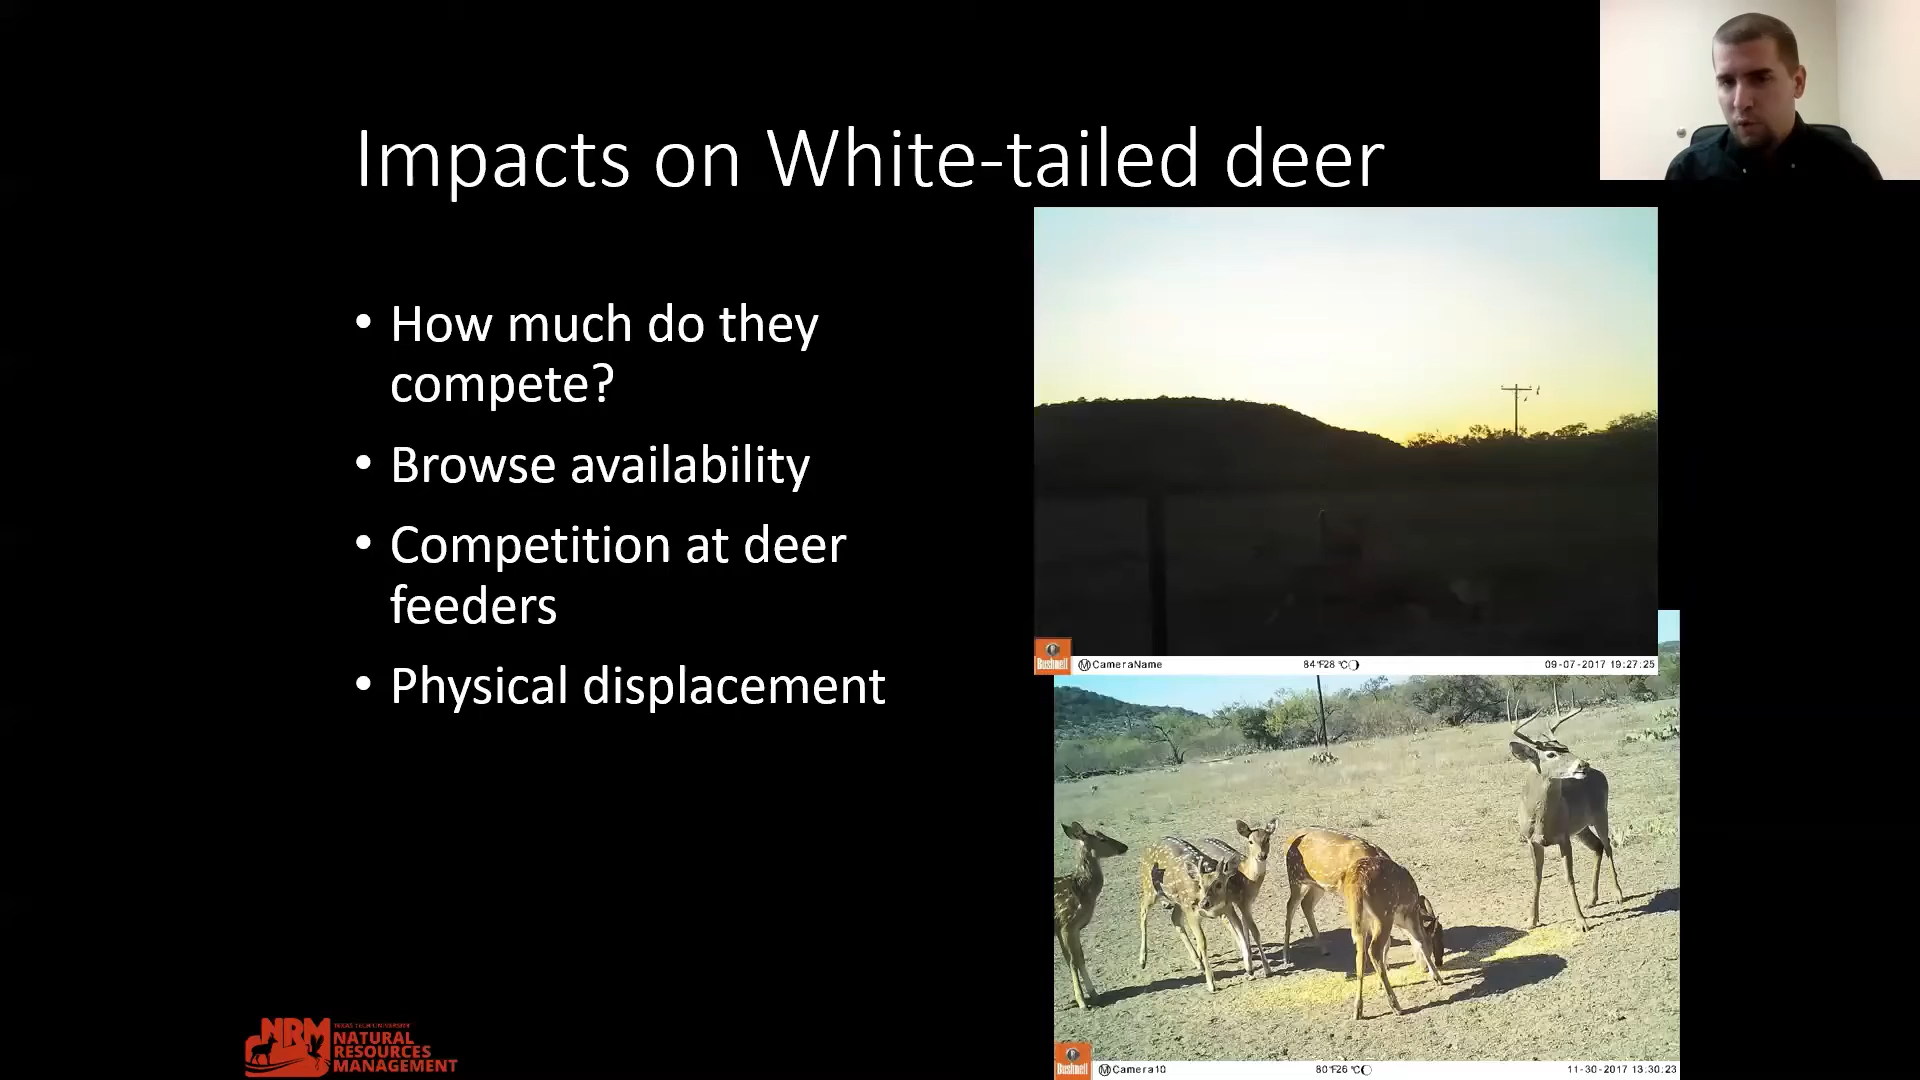 Impacts on White-tailed deer
• How much do they
compete?
• Browse availability
• Competition at deer
feeders
• Physical displacement
Bushnell
M CameraName
84°F28°C
09-07-2017 19:27:25
Bushnell
M Camera10
80°F26°C
11-30-2017 13:30:23
NRM
TEXAS TECH UNIVERSITY
NATURAL
RESOURCES
MANAGEMENT